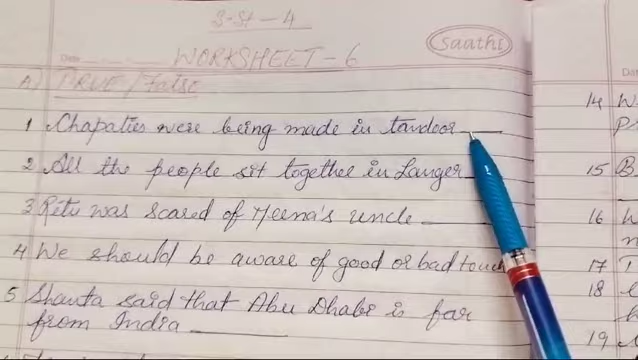 3-St-4
saathi
Date
WORKSHEET-6
A) TRUE/False
1 Chapaties were being made in tandoor
2 All the people sit together in Langer
3 Ritu was scared of Meena's uncle
4 We should be aware of good or bad touch
5 Shanta said that Abu Dhabi is far
from India
Dat
14 W
P
15 B
16 W
17 T
18
19